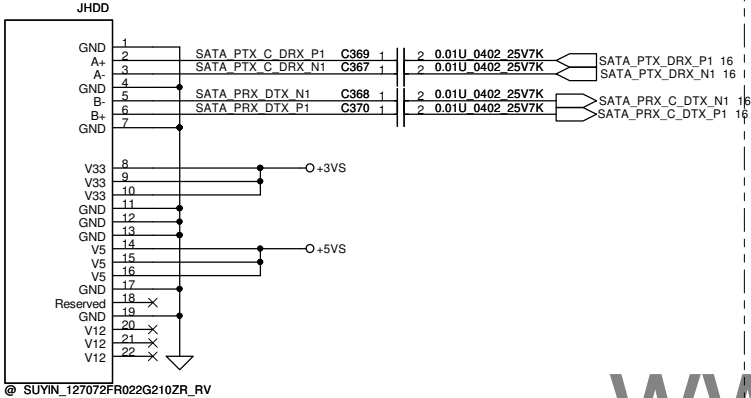 JHDD
GND 1
A+ 2 SATA_PTX_C_DRX_P1 C369 1 2 0.01U_0402_25V7K SATA_PTX_DRX_P1 16
A- 3 SATA_PTX_C_DRX_N1 C367 1 2 0.01U_0402_25V7K SATA_PTX_DRX_N1 16
GND 4
B- 5 SATA_PRX_DTX_N1 C368 1 2 0.01U_0402_25V7K SATA_PRX_C_DTX_N1 16
B+ 6 SATA_PRX_DTX_P1 C370 1 2 0.01U_0402_25V7K SATA_PRX_C_DTX_P1 16
GND 7
V33 8 +3VS
V33 9
V33 10
GND 11
GND 12
GND 13
V5 14 +5VS
V5 15
V5 16
GND 17
Reserved 18
GND 19
V12 20
V12 21
V12 22
@ SUYIN_127072FR022G210ZR_RV